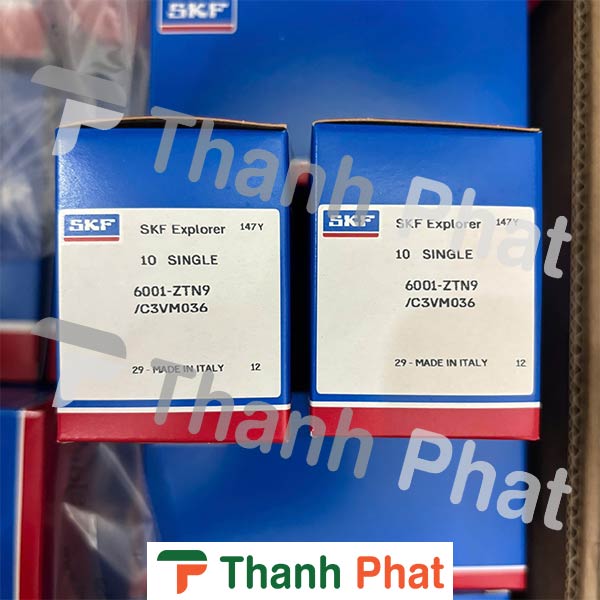 SKF
Thanh Phat
SKF
SKF Explorer 147Y
10 SINGLE
6001-ZTN9
/C3VM036
29 - MADE IN ITALY 12
SKF
SKF Explorer 147Y
10 SINGLE
6001-ZTN9
/C3VM036
29 - MADE IN ITALY 12
Thanh Phat
Thanh Phat